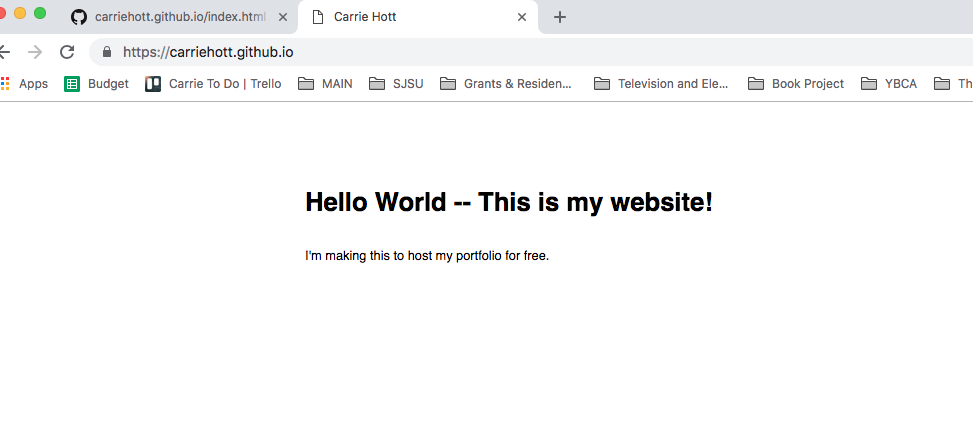 carriehott.github.io/index.html
Carrie Hott
https://carriehott.github.io
Apps Budget Carrie To Do | Trello MAIN SJSU Grants & Residen... Television and Ele... Book Project YBCA Th
Hello World -- This is my website!
I'm making this to host my portfolio for free.